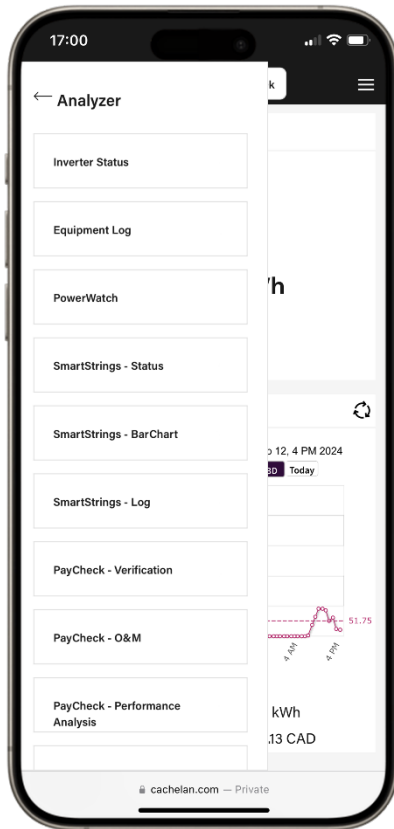 17:00
← Analyzer
k
Inverter Status
Equipment Log
PowerWatch
SmartStrings - Status
SmartStrings - BarChart
SmartStrings - Log
PayCheck - Verification
PayCheck - O&M
PayCheck - Performance
Analysis
'h
12, 4 PM 2024
Today
51.75
4 AM
4 PM
kWh
.13 CAD
cachelan.com — Private